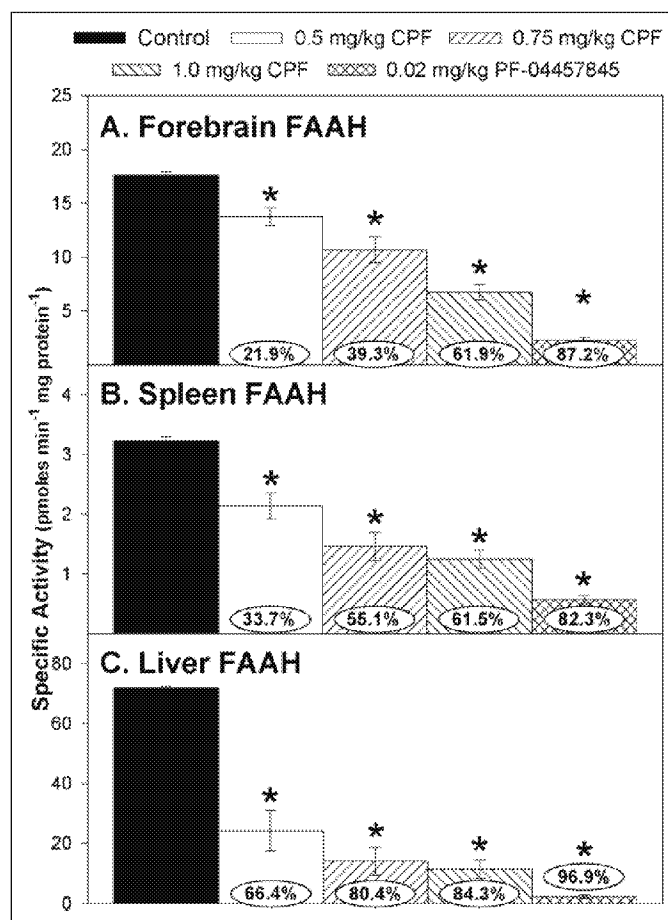 Control 0.5 mg/kg CPF 0.75 mg/kg CPF
1.0 mg/kg CPF 0.02 mg/kg PF-04457845
Specific Activity (pmoles min⁻¹ mg protein⁻¹)
25
A. Forebrain FAAH
20
15
10
5
* * * *
21.9% 39.3% 61.9% 87.2%
B. Spleen FAAH
4
3
2
1
* * * *
33.7% 55.1% 61.5% 82.3%
C. Liver FAAH
80
60
40
20
0
* * * *
66.4% 80.4% 84.3% 96.9%